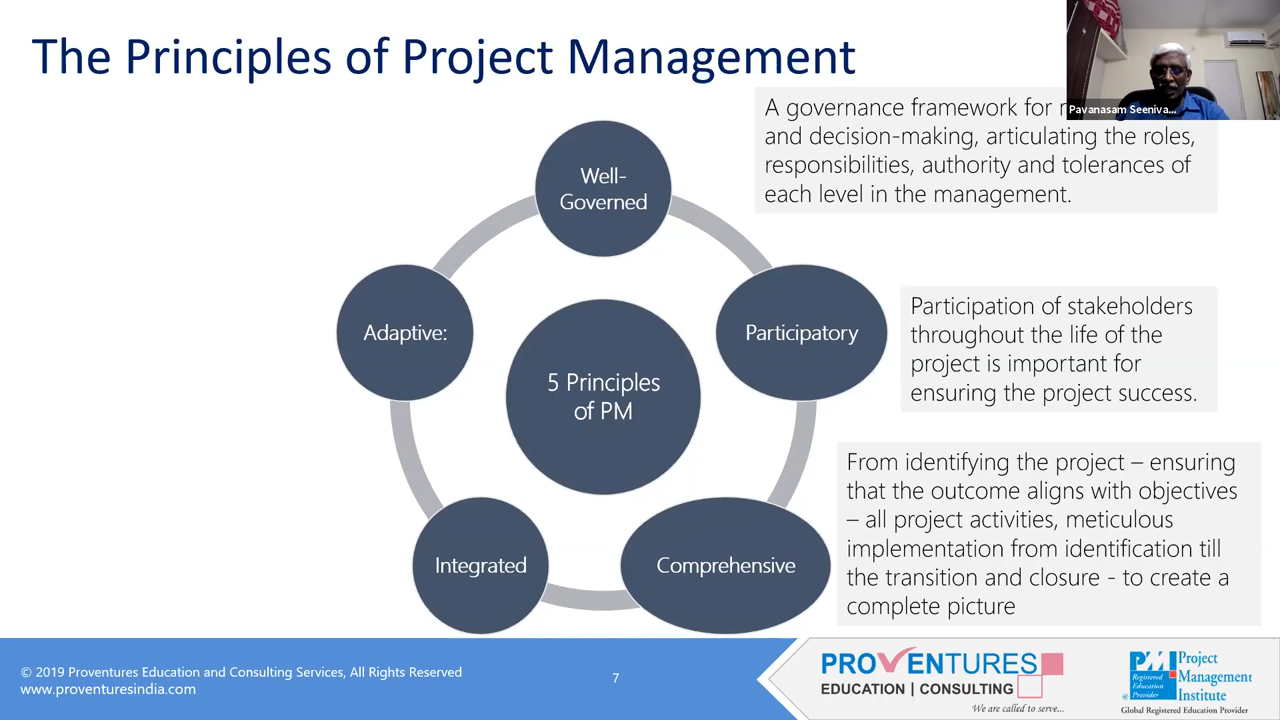 The Principles of Project Management
Pavanasam Seeniva...
A governance framework for
and decision-making, articulating the roles,
responsibilities, authority and tolerances of
each level in the management.
Well-
Governed
Adaptive:
Participatory
5 Principles
of PM
Participation of stakeholders
throughout the life of the
project is important for
ensuring the project success.
Integrated
Comprehensive
From identifying the project – ensuring
that the outcome aligns with objectives
– all project activities, meticulous
implementation from identification till
the transition and closure - to create a
complete picture
© 2019 Proventures Education and Consulting Services, All Rights Reserved
www.proventuresindia.com
7
PROVENTURES
EDUCATION | CONSULTING
We are called to serve...
PM
Registered
Education
Provider
®
Project
Management
Institute
Global Registered Education Provider